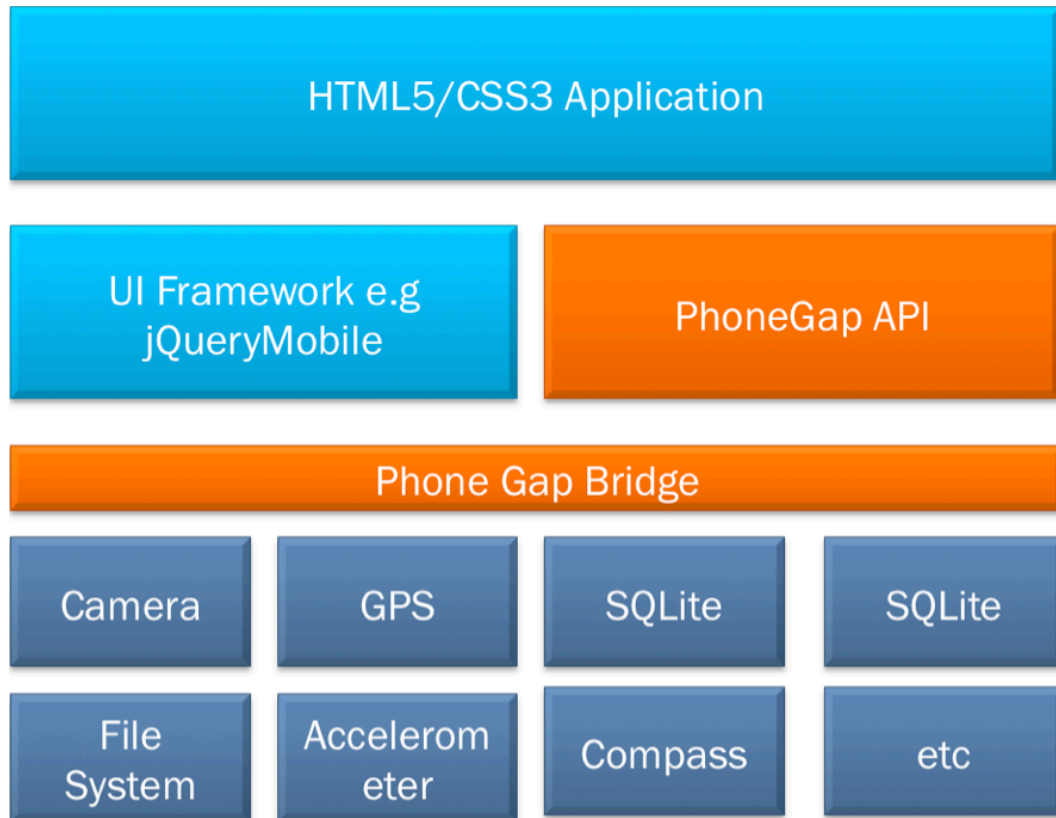 HTML5/CSS3 Application
UI Framework e.g
jQueryMobile
PhoneGap API
Phone Gap Bridge
Camera
GPS
SQLite
SQLite
File
System
Accelerom
eter
Compass
etc